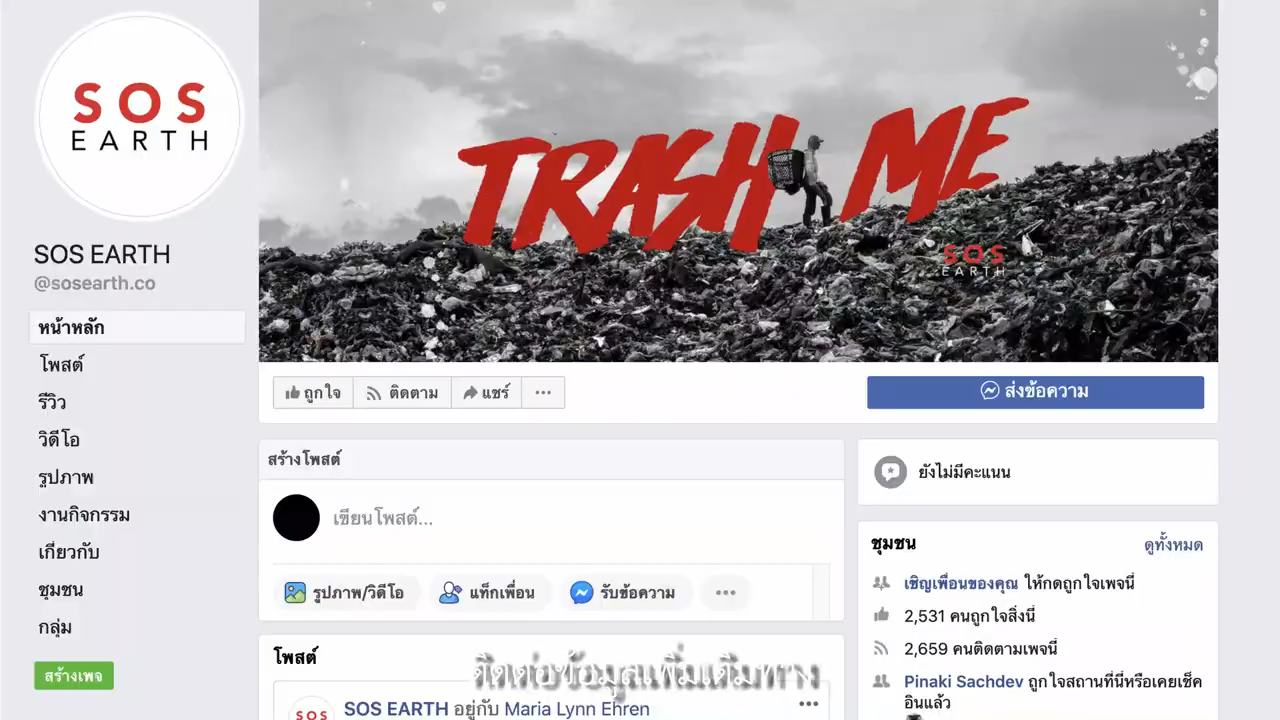 SOS
EARTH
SOS EARTH
@sosearth.co
หน้าหลัก
โพสต์
รีวิว
วิดีโอ
รูปภาพ
งานกิจกรรม
เกี่ยวกับ
ชุมชน
กลุ่ม
สร้างเพจ
TRASH ME
SOS
EARTH
ถูกใจ
ติดตาม
แชร์
ส่งข้อความ
สร้างโพสต์
เขียนโพสต์...
รูปภาพ/วิดีโอ
แท็กเพื่อน
รับข้อความ
โพสต์
SOS
SOS EARTH อยู่กับ Maria Lynn Ehren
ติดต่อข้อมูลเพิ่มเติมทาง
ยังไม่มีคะแนน
ชุมชน
ดูทั้งหมด
เชิญเพื่อนของคุณ ให้กดถูกใจเพจนี้
2,531 คนถูกใจสิ่งนี้
2,659 คนติดตามเพจนี้
Pinaki Sachdev ถูกใจสถานที่นี่หรือเคยเช็ค
อินแล้ว